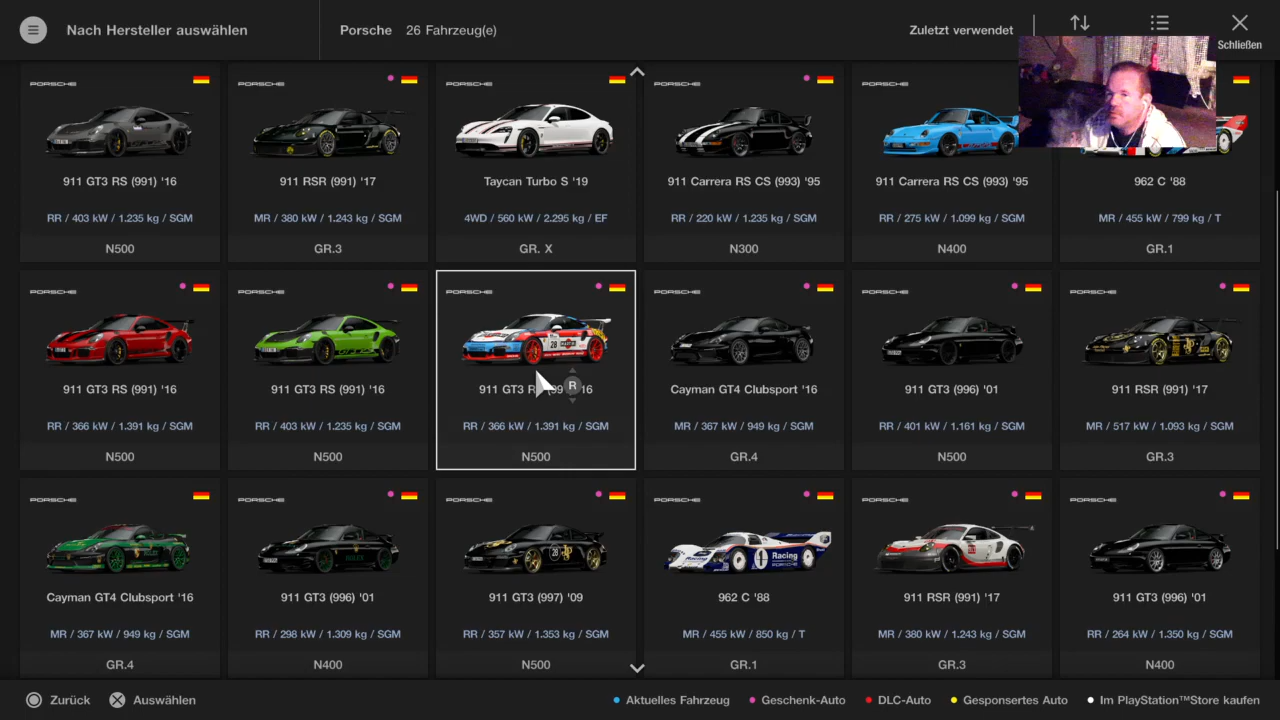 Nach Hersteller auswählen
Porsche 26 Fahrzeug(e)
Zuletzt verwendet
Schließen
PORSCHE PORSCHE PORSCHE PORSCHE PORSCHE
911 GT3 RS (991) '16 911 RSR (991) '17 Taycan Turbo S '19 911 Carrera RS CS (993) '95 911 Carrera RS CS (993) '95 962 C '88
RR / 403 kW / 1.235 kg / SGM MR / 380 kW / 1.243 kg / SGM 4WD / 560 kW / 2.295 kg / EF RR / 220 kW / 1.235 kg / SGM RR / 275 kW / 1.099 kg / SGM MR / 455 kW / 799 kg / T
N500 GR.3 GR. X N300 N400 GR.1
PORSCHE PORSCHE PORSCHE PORSCHE PORSCHE PORSCHE
28
911 GT3 RS (991) '16 911 GT3 RS (991) '16 911 GT3 R 16 Cayman GT4 Clubsport '16 911 GT3 (996) '01 911 RSR (991) '17
R
RR / 366 kW / 1.391 kg / SGM RR / 403 kW / 1.235 kg / SGM RR / 366 kW / 1.391 kg / SGM MR / 367 kW / 949 kg / SGM RR / 401 kW / 1.161 kg / SGM MR / 517 kW / 1.093 kg / SGM
N500 N500 N500 GR.4 N500 GR.3
PORSCHE PORSCHE PORSCHE PORSCHE PORSCHE PORSCHE
28 1 Racing
Cayman GT4 Clubsport '16 911 GT3 (996) '01 911 GT3 (997) '09 962 C '88 911 RSR (991) '17 911 GT3 (996) '01
MR / 367 kW / 949 kg / SGM RR / 298 kW / 1.309 kg / SGM RR / 357 kW / 1.353 kg / SGM MR / 455 kW / 850 kg / T MR / 380 kW / 1.243 kg / SGM RR / 264 kW / 1.350 kg / SGM
GR.4 N400 N500 GR.1 GR.3 N400
Zurück Auswählen Aktuelles Fahrzeug Geschenk-Auto DLC-Auto Gesponsertes Auto Im PlayStation™Store kaufen